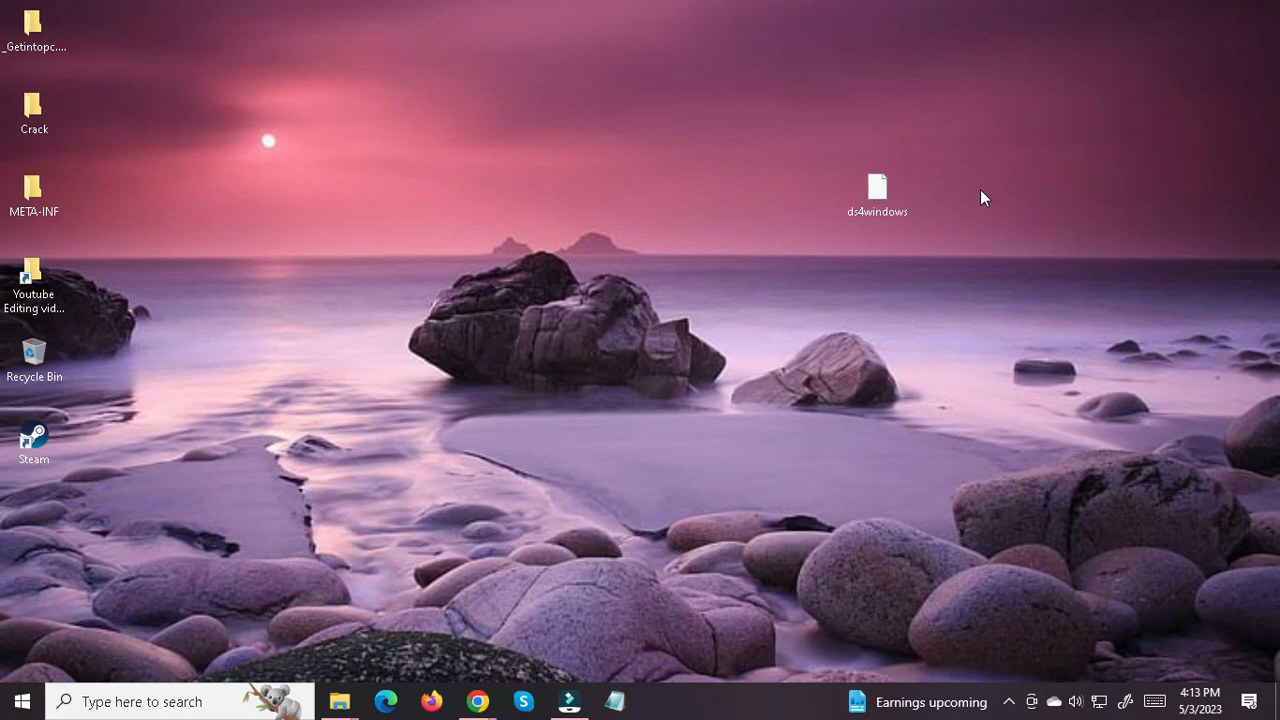 _Getintopc....
Crack
META-INF
Youtube
Editing vid...
Recycle Bin
Steam
ds4windows
Type here to search
Earnings upcoming
4:13 PM
5/3/2023